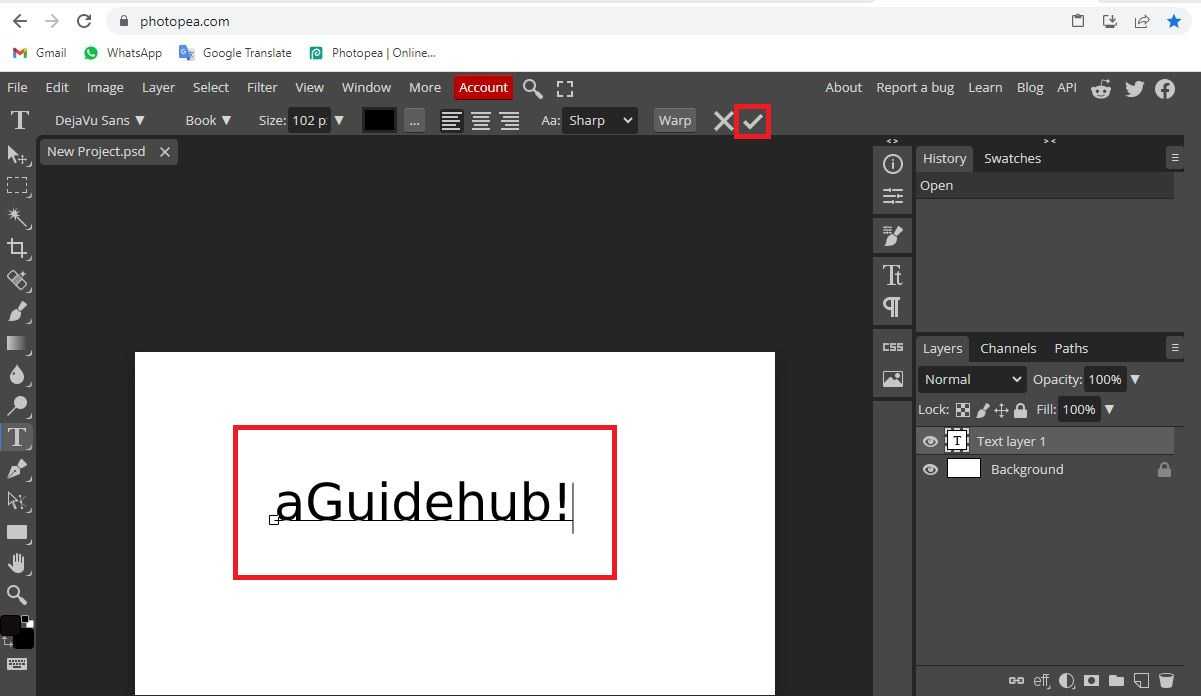 photopea.com
Gmail WhatsApp Google Translate Photopea | Online...
File Edit Image Layer Select Filter View Window More Account About Report a bug Learn Blog API
T DejaVu Sans ▼ Book ▼ Size: 102 p ▼ ... Aa: Sharp Warp
New Project.psd
History Swatches
Open
Tt
¶
CSS
Layers Channels Paths
Normal Opacity: 100% ▼
Lock: Fill: 100% ▼
T Text layer 1
Background
T
aGuidehub!
eff